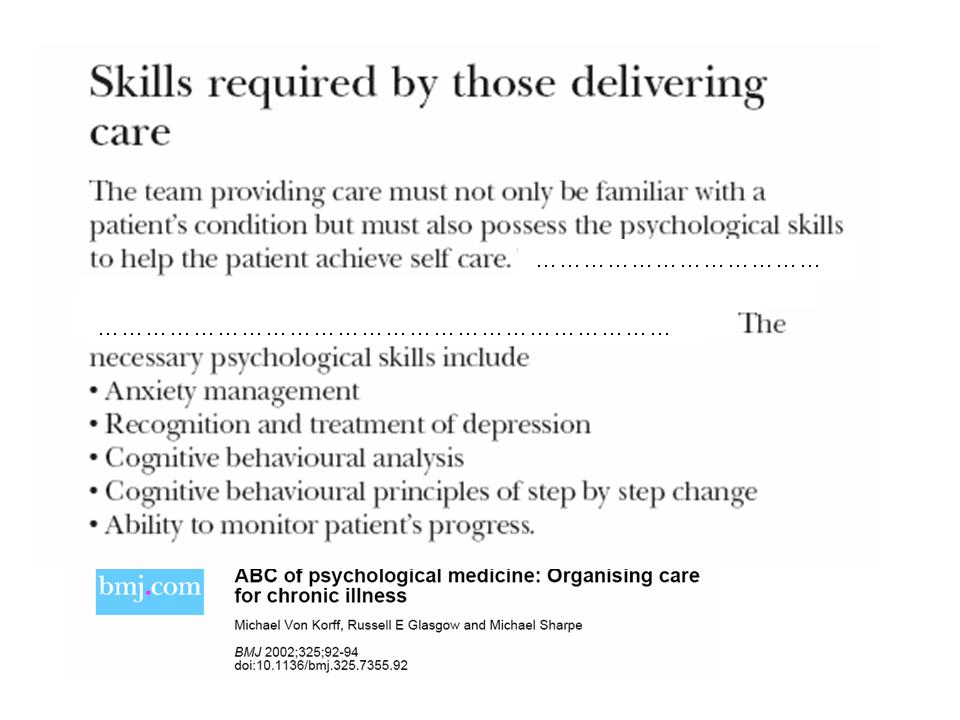 Skills required by those delivering
care
The team providing care must not only be familiar with a
patient's condition but must also possess the psychological skills
to help the patient achieve self care. ……………………………
…………………………………………………………… The
necessary psychological skills include
• Anxiety management
• Recognition and treatment of depression
• Cognitive behavioural analysis
• Cognitive behavioural principles of step by step change
• Ability to monitor patient's progress.
bmj.com
ABC of psychological medicine: Organising care
for chronic illness
Michael Von Korff, Russell E Glasgow and Michael Sharpe
BMJ 2002;325;92-94
doi:10.1136/bmj.325.7355.92